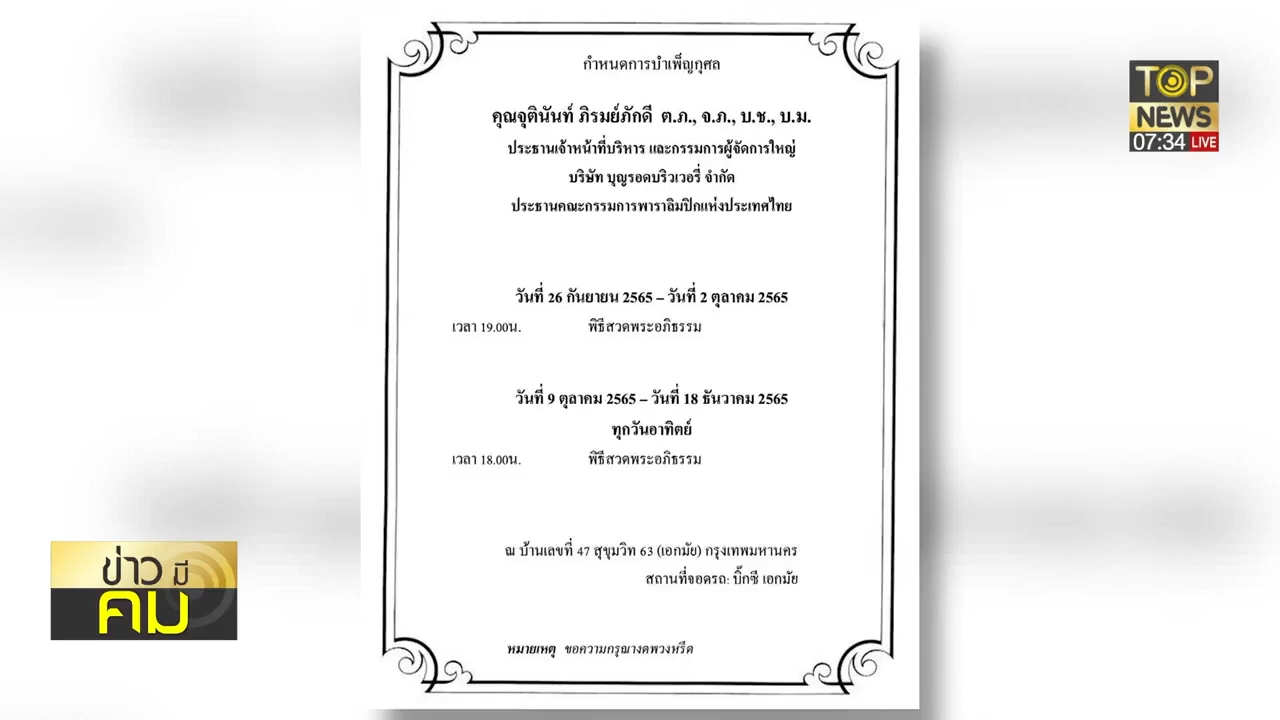 กำหนดการบำเพ็ญกุศล
คุณจุตินันท์ ภิรมย์ภักดี ต.ภ., จ.ภ., บ.ช., บ.ม.
ประธานเจ้าหน้าที่บริหาร และกรรมการผู้จัดการใหญ่
บริษัท บุญรอดบริวเวอรี่ จำกัด
ประธานคณะกรรมการพาราลิมปิกแห่งประเทศไทย
วันที่ 26 กันยายน 2565 – วันที่ 2 ตุลาคม 2565
เวลา 19.00น. พิธีสวดพระอภิธรรม
วันที่ 9 ตุลาคม 2565 – วันที่ 18 ธันวาคม 2565
ทุกวันอาทิตย์
เวลา 18.00น. พิธีสวดพระอภิธรรม
ณ บ้านเลขที่ 47 สุขุมวิท 63 (เอกมัย) กรุงเทพมหานคร
สถานที่จอดรถ: บิ๊กซี เอกมัย
หมายเหตุ ขอความกรุณางดพวงหรีด
TOP
NEWS
07:34 LIVE
ข่าว มี
คม